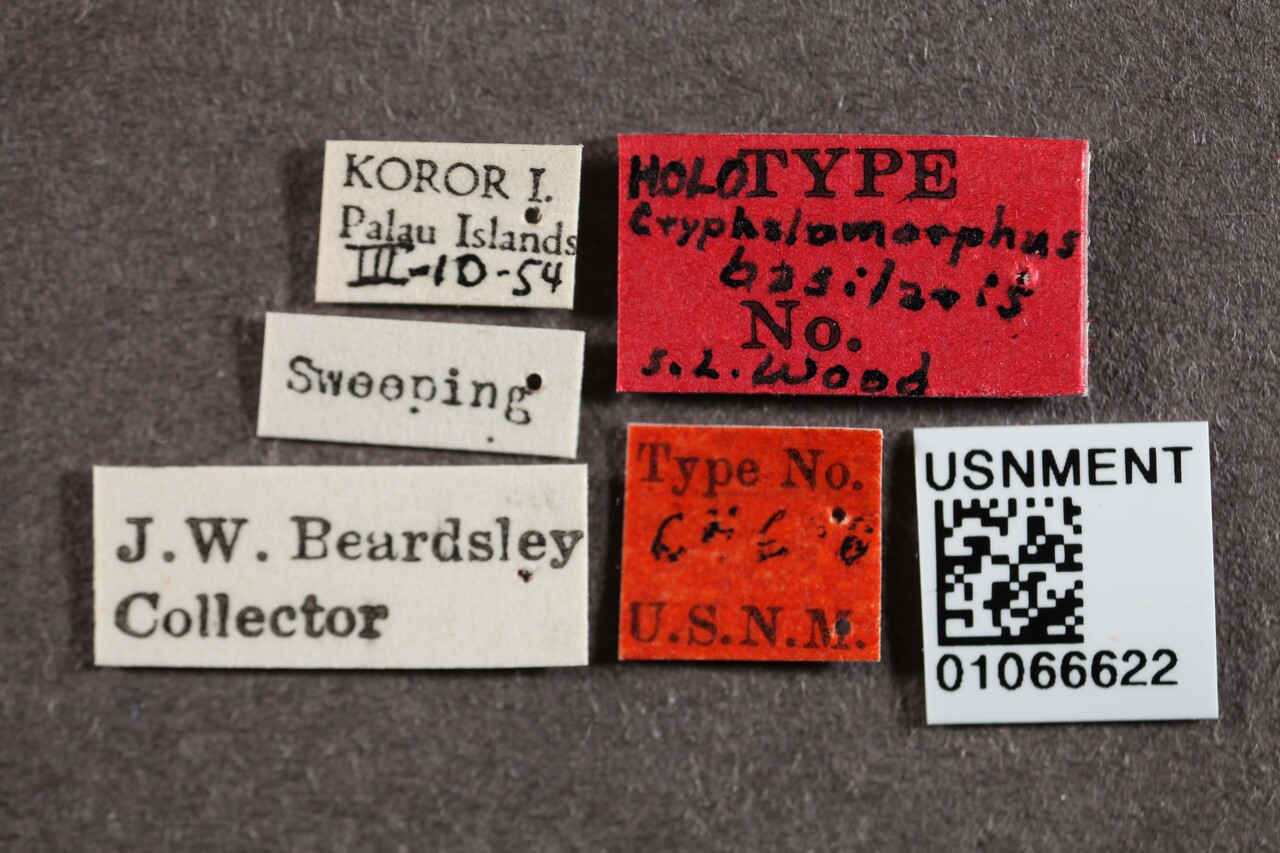 KOROR I.
Palau Islands
III-10-54
Sweeping
J.W. Beardsley
Collector
HOLOTYPE
Cryphalomorphus
basilaris
No.
S.L. Wood
Type No.
U.S.N.M.
USNMENT
01066622